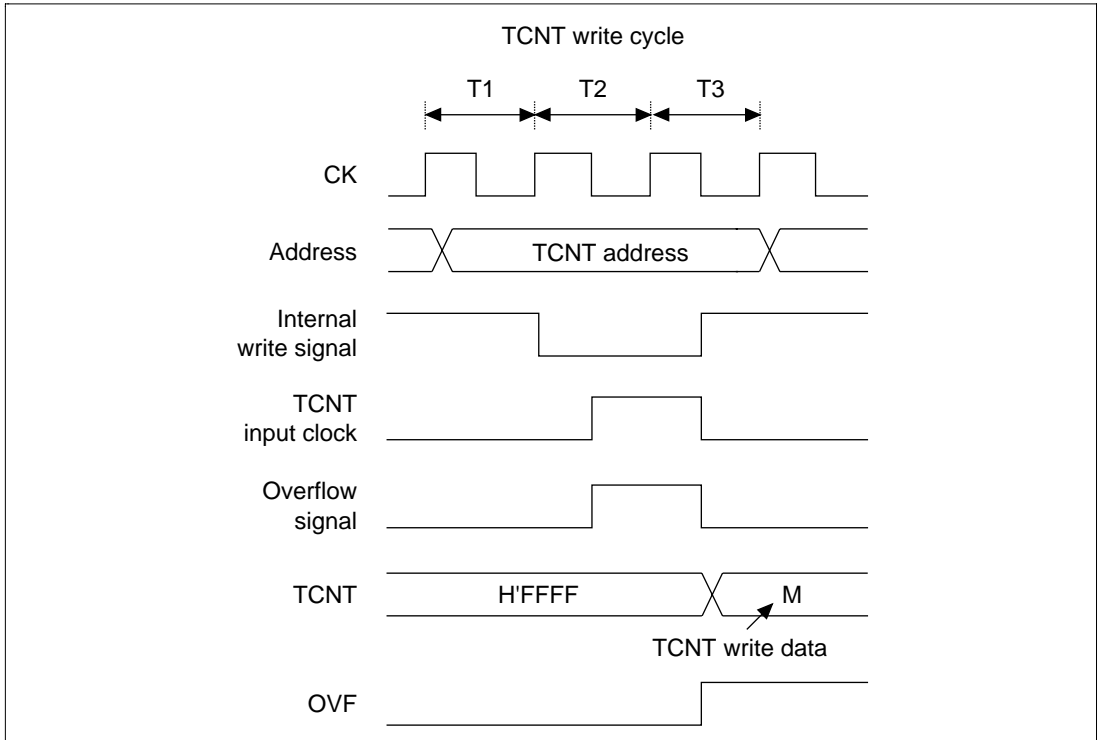 TCNT write cycle
T1 T2 T3
CK
Address
TCNT address
Internal
write signal
TCNT
input clock
Overflow
signal
TCNT
H'FFFF
M
TCNT write data
OVF